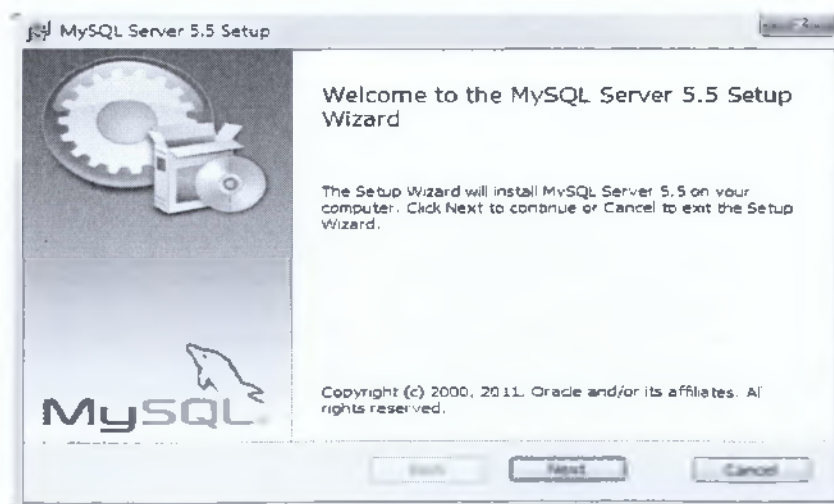 MySQL Server 5.5 Setup
Welcome to the MySQL Server 5.5 Setup
Wizard
The Setup Wizard will install MySQL Server 5.5 on your
computer. Click Next to continue or Cancel to exit the Setup
Wizard.
Copyright (c) 2000, 2011, Oracle and/or its affiliates. All
rights reserved.
MySQL
Back Next Cancel